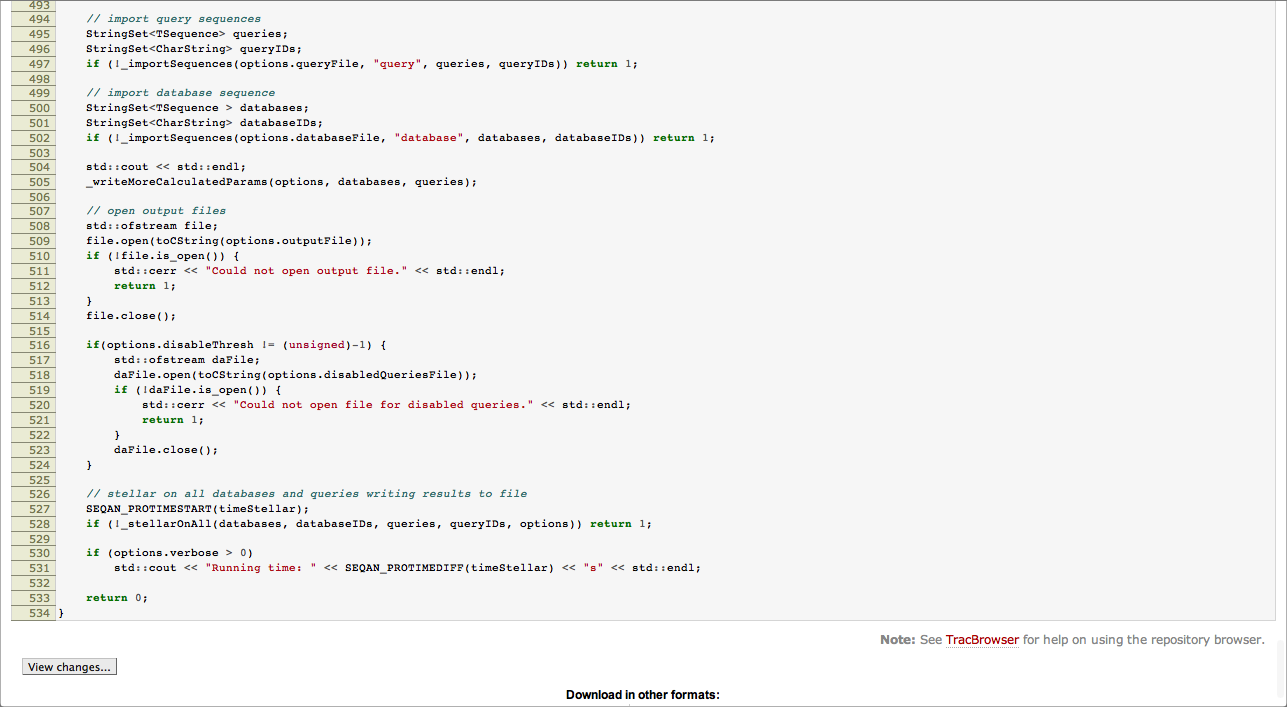 493
494 // import query sequences
495 StringSet<TSequence> queries;
496 StringSet<CharString> queryIDs;
497 if (!_importSequences(options.queryFile, "query", queries, queryIDs)) return 1;
498
499 // import database sequence
500 StringSet<TSequence > databases;
501 StringSet<CharString> databaseIDs;
502 if (!_importSequences(options.databaseFile, "database", databases, databaseIDs)) return 1;
503
504 std::cout << std::endl;
505 _writeMoreCalculatedParams(options, databases, queries);
506
507 // open output files
508 std::ofstream file;
509 file.open(toCString(options.outputFile));
510 if (!file.is_open()) {
511 std::cerr << "Could not open output file." << std::endl;
512 return 1;
513 }
514 file.close();
515
516 if(options.disableThresh != (unsigned)-1) {
517 std::ofstream daFile;
518 daFile.open(toCString(options.disabledQueriesFile));
519 if (!daFile.is_open()) {
520 std::cerr << "Could not open file for disabled queries." << std::endl;
521 return 1;
522 }
523 daFile.close();
524 }
525
526 // stellar on all databases and queries writing results to file
527 SEQAN_PROTIMESTART(timeStellar);
528 if (!_stellarOnAll(databases, databaseIDs, queries, queryIDs, options)) return 1;
529
530 if (options.verbose > 0)
531 std::cout << "Running time: " << SEQAN_PROTIMEDIFF(timeStellar) << "s" << std::endl;
532
533 return 0;
534 }
Note: See TracBrowser for help on using the repository browser.
View changes...
Download in other formats: